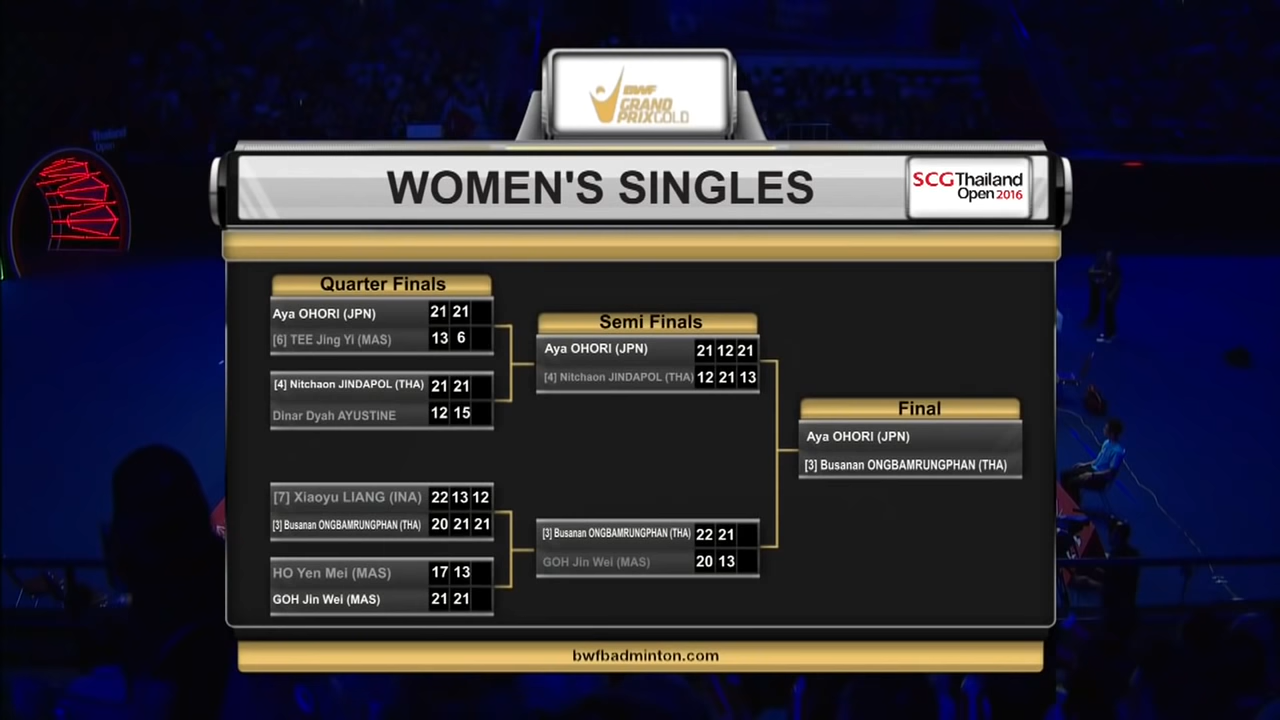 BWF
GRAND
PRIXGOLD
WOMEN'S SINGLES
SCGThailand
Open 2016
Quarter Finals
Aya OHORI (JPN) 21 21
[6] TEE Jing Yi (MAS) 13 6
[4] Nitchaon JINDAPOL (THA) 21 21
Dinar Dyah AYUSTINE 12 15
[7] Xiaoyu LIANG (INA) 22 13 12
[3] Busanan ONGBAMRUNGPHAN (THA) 20 21 21
HO Yen Mei (MAS) 17 13
GOH Jin Wei (MAS) 21 21
Semi Finals
Aya OHORI (JPN) 21 12 21
[4] Nitchaon JINDAPOL (THA) 12 21 13
[3] Busanan ONGBAMRUNGPHAN (THA) 22 21
GOH Jin Wei (MAS) 20 13
Final
Aya OHORI (JPN)
[3] Busanan ONGBAMRUNGPHAN (THA)
bwfbadminton.com
Thailand
Open